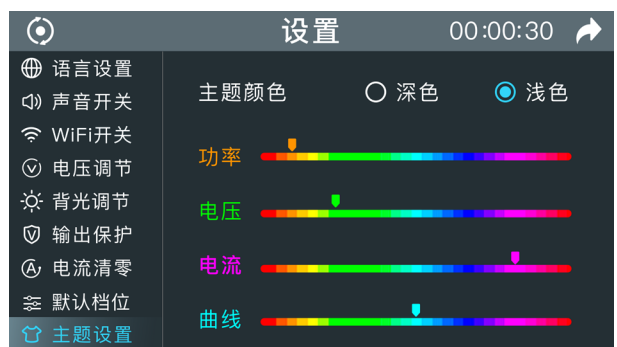 设置 00:00:30
语言设置
声音开关
WiFi开关
电压调节
背光调节
输出保护
电流清零
默认档位
主题设置
主题颜色 深色 浅色
功率
电压
电流
曲线